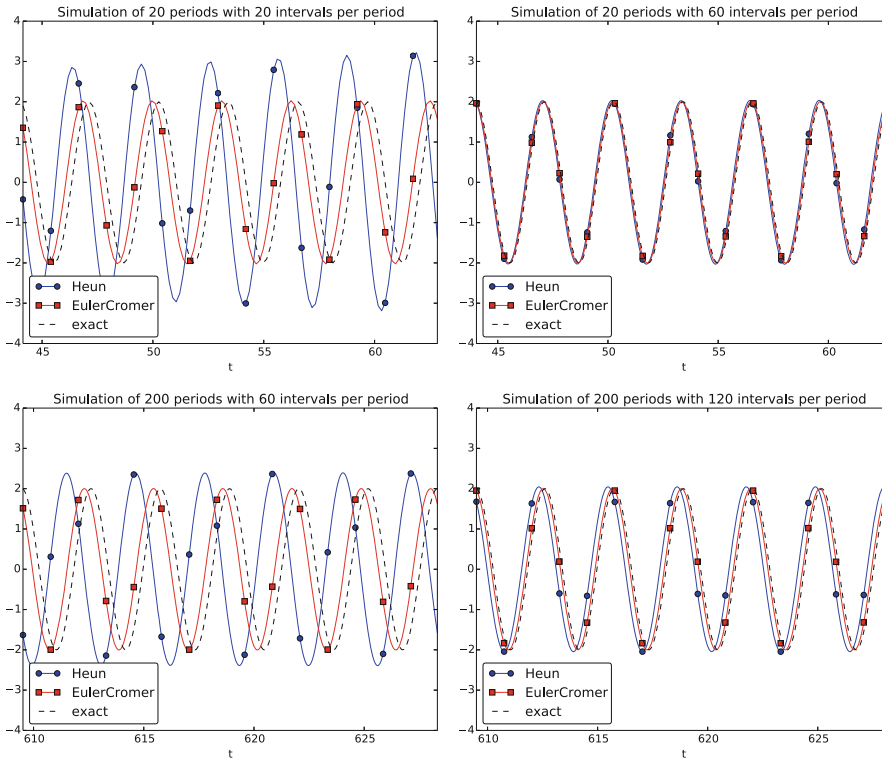 Simulation of 20 periods with 20 intervals per period
4
3
2
1
0
−1
−2
−3
−4
45
50
55
60
t
Heun
EulerCromer
exact
Simulation of 20 periods with 60 intervals per period
4
3
2
1
0
−1
−2
−3
−4
45
50
55
60
t
Heun
EulerCromer
exact
Simulation of 200 periods with 60 intervals per period
4
3
2
1
0
−1
−2
−3
−4
610
615
620
625
t
Heun
EulerCromer
exact
Simulation of 200 periods with 120 intervals per period
4
3
2
1
0
−1
−2
−3
−4
610
615
620
625
t
Heun
EulerCromer
exact